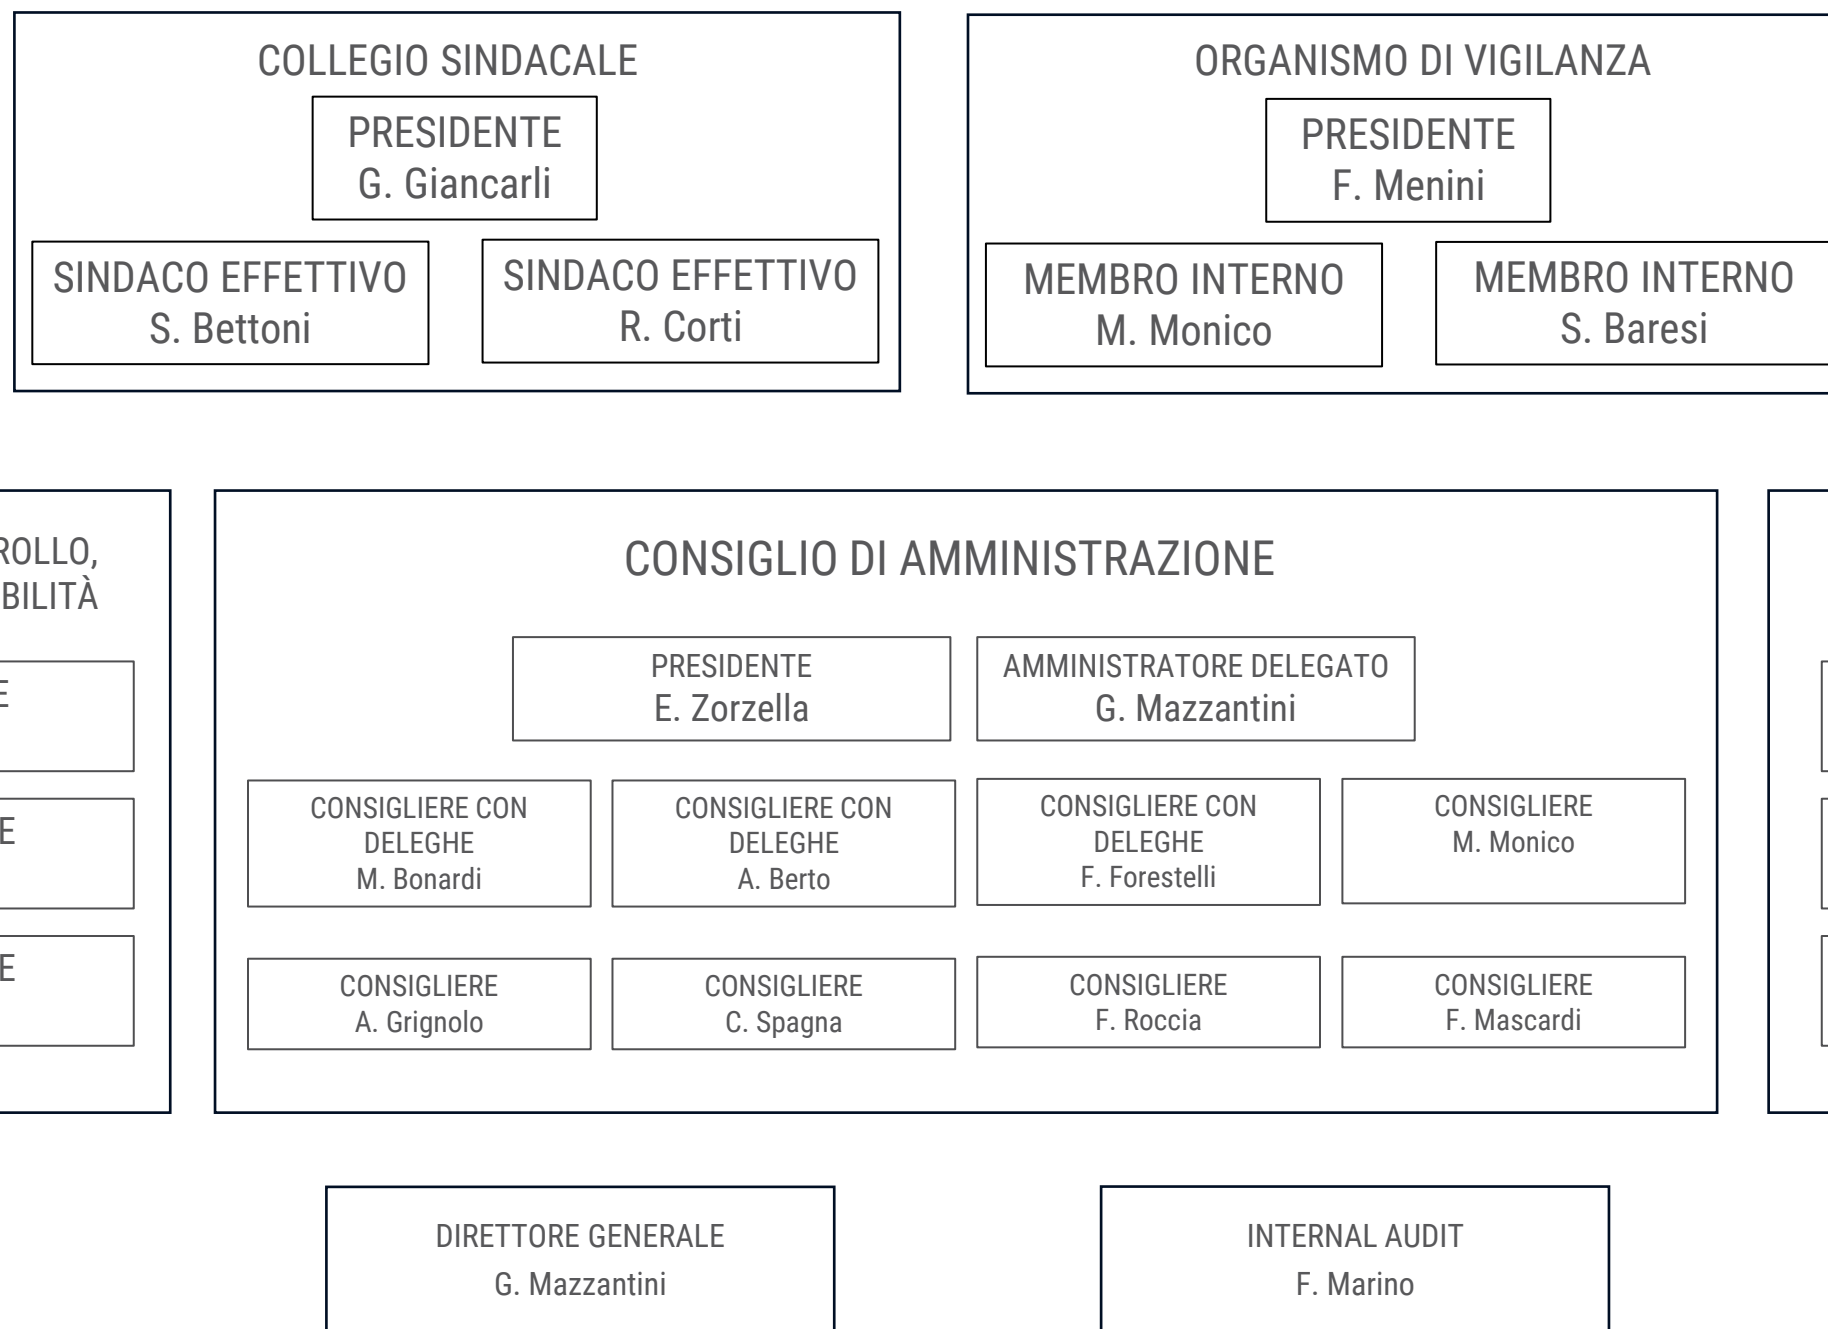 COLLEGIO SINDACALE
PRESIDENTE
G. Giancarli
SINDACO EFFETTIVO
S. Bettoni
SINDACO EFFETTIVO
R. Corti
ORGANISMO DI VIGILANZA
PRESIDENTE
F. Menini
MEMBRO INTERNO
M. Monico
MEMBRO INTERNO
S. Baresi
CONSIGLIO DI AMMINISTRAZIONE
PRESIDENTE
E. Zorzella
AMMINISTRATORE DELEGATO
G. Mazzantini
CONSIGLIERE CON
DELEGHE
M. Bonardi
CONSIGLIERE CON
DELEGHE
A. Berto
CONSIGLIERE CON
DELEGHE
F. Forestelli
CONSIGLIERE
M. Monico
CONSIGLIERE
A. Grignolo
CONSIGLIERE
C. Spagna
CONSIGLIERE
F. Roccia
CONSIGLIERE
F. Mascardi
DIRETTORE GENERALE
G. Mazzantini
INTERNAL AUDIT
F. Marino